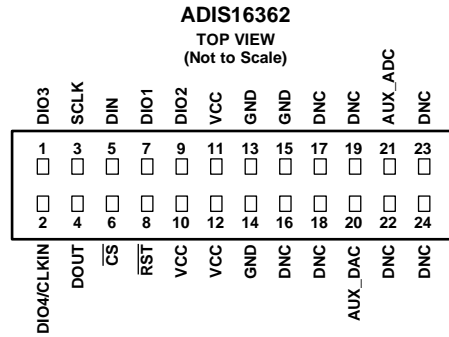 ADIS16362
TOP VIEW
(Not to Scale)
DIO3 SCLK DIN DIO1 DIO2 VCC GND GND DNC DNC AUX_ADC DNC
1 3 5 7 9 11 13 15 17 19 21 23
2 4 6 8 10 12 14 16 18 20 22 24
DIO4/CLKIN DOUT CS RST VCC VCC GND DNC DNC AUX_DAC DNC DNC